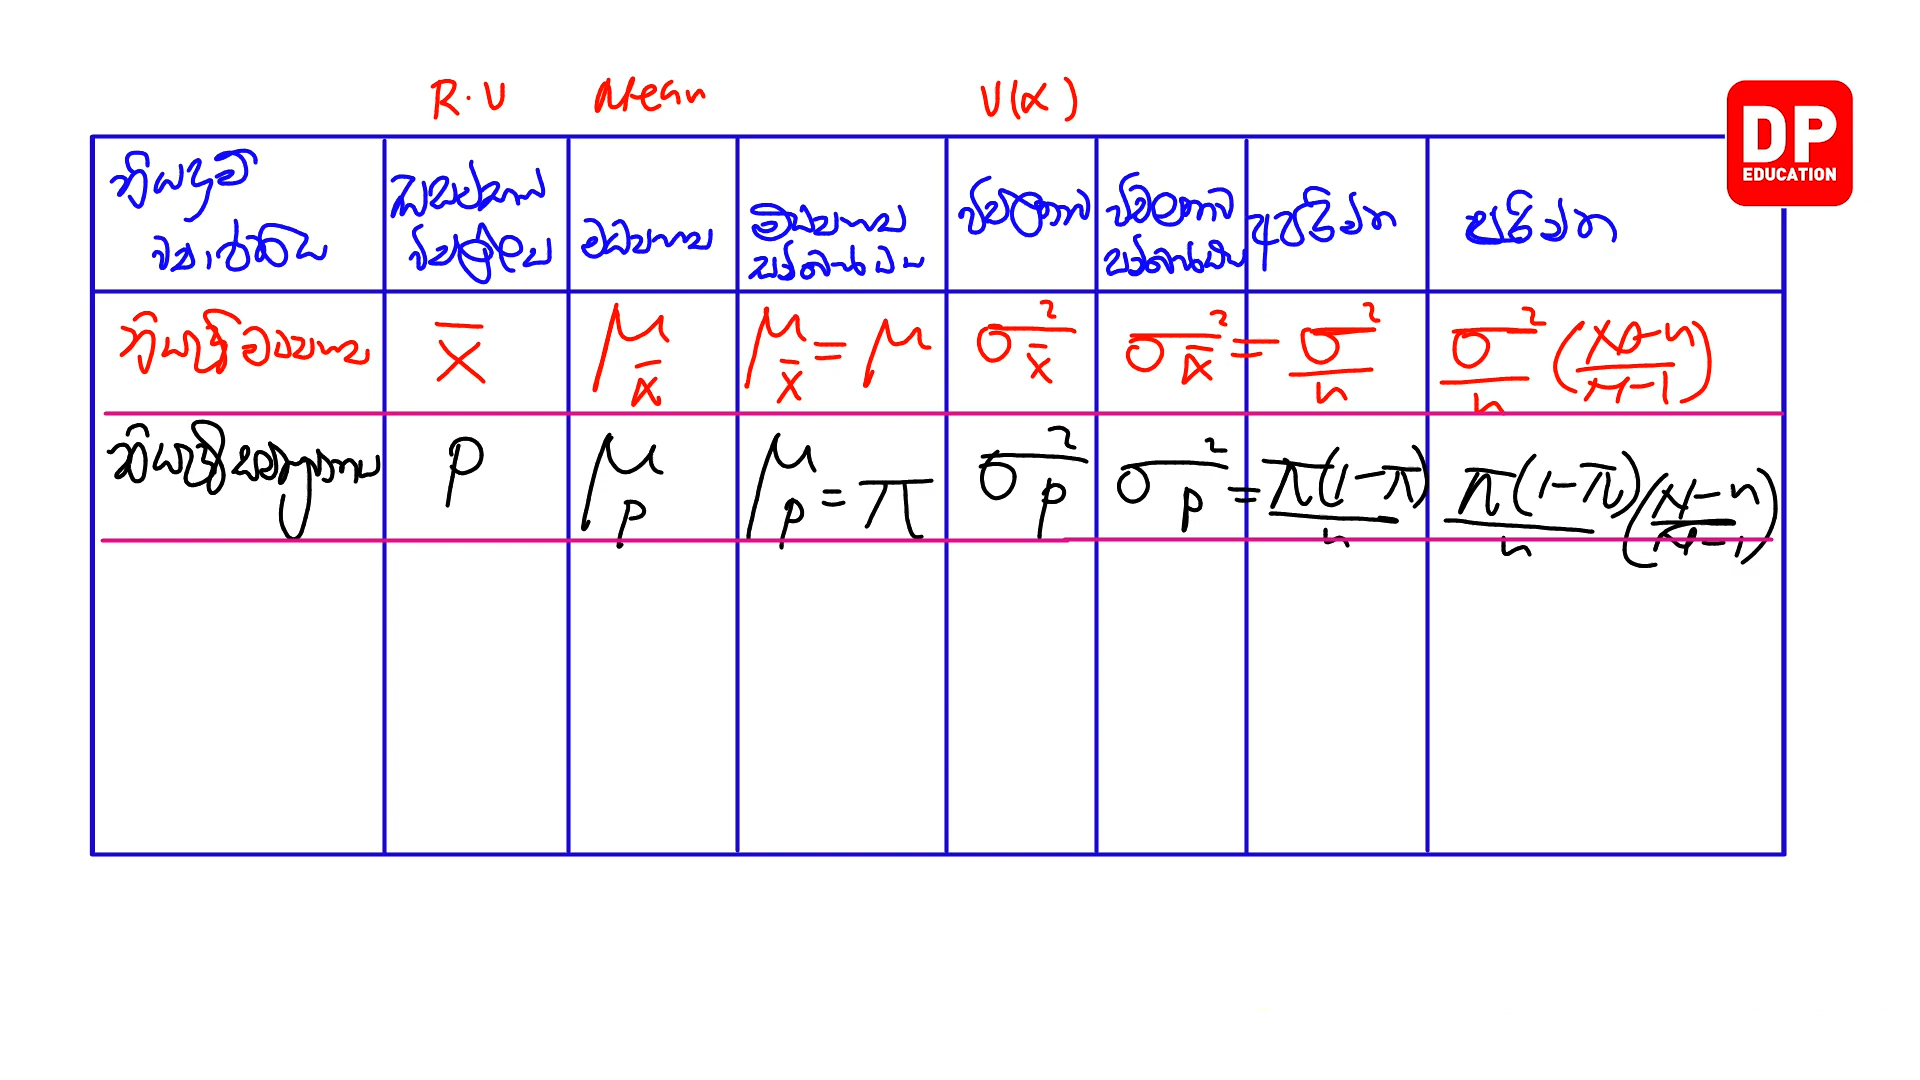 R.V Mean V(x)
DP
EDUCATION
නියදි
ව්‍යාප්තිය
සසම්භාවී
විචල්‍යය
මධ්‍යන්‍යය
මධ්‍යන්‍යය
සම්බන්ධය
විචලතාව
විචලතාව
සම්බන්ධය
අපරිමිත
පරිමිත
නියැදි මධ්‍යන්‍යය X̄ μx̄ μx̄ = μ σ²x̄ σ²x̄ = σ²/n σ²/n (N-n/N-1)
නියැදි සමානුපාතය P μp μp = π σ²p σ²p = π(1-π)/n π(1-π)/n (N-n/N-1)